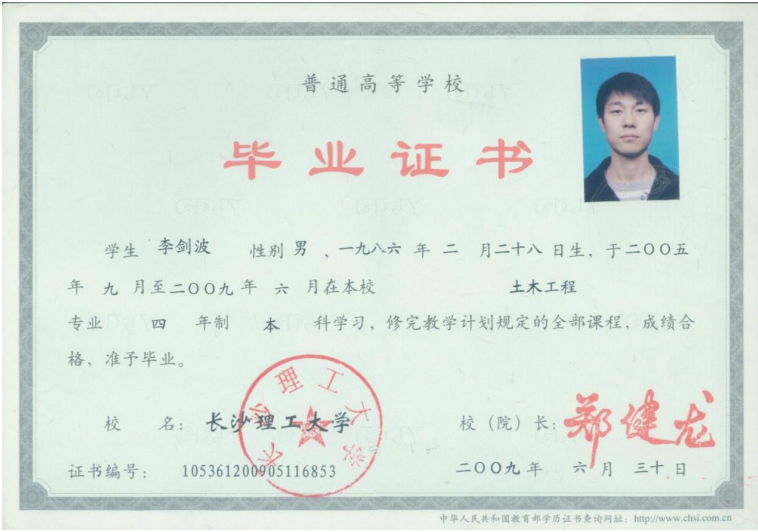 普通高等学校
毕业证书
学生 李剑波 性别 男 ，一九八六 年 二 月二十八日生，于二〇〇五
年 九 月至二〇〇九年 六 月在本校 土木工程
专业 四 年制 本 科学习，修完教学计划规定的全部课程，成绩合
格，准予毕业。
校 名： 长沙理工大学
校（院）长： 郑健龙
长沙理工大学
证书编号： 105361200905116853
二〇〇九 年 六 月 三十 日
中华人民共和国教育部学历证书查询网址：http://www.chsi.com.cn